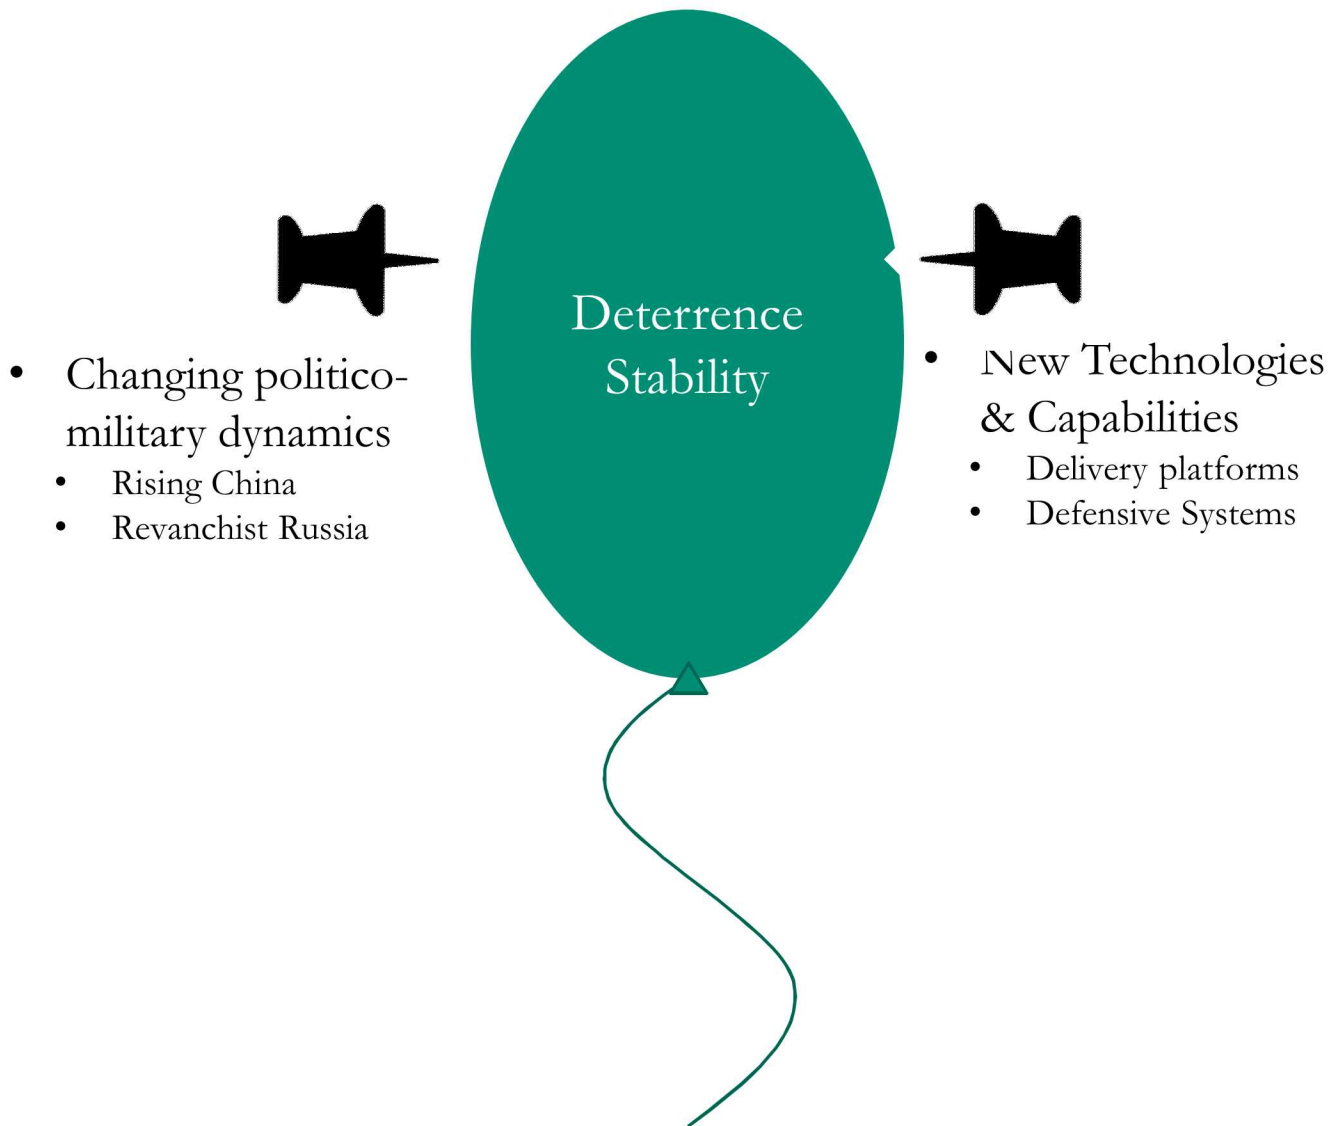 Deterrence
Stability
• Changing politico-
military dynamics
• Rising China
• Revanchist Russia
• New Technologies
& Capabilities
• Delivery platforms
• Defensive Systems